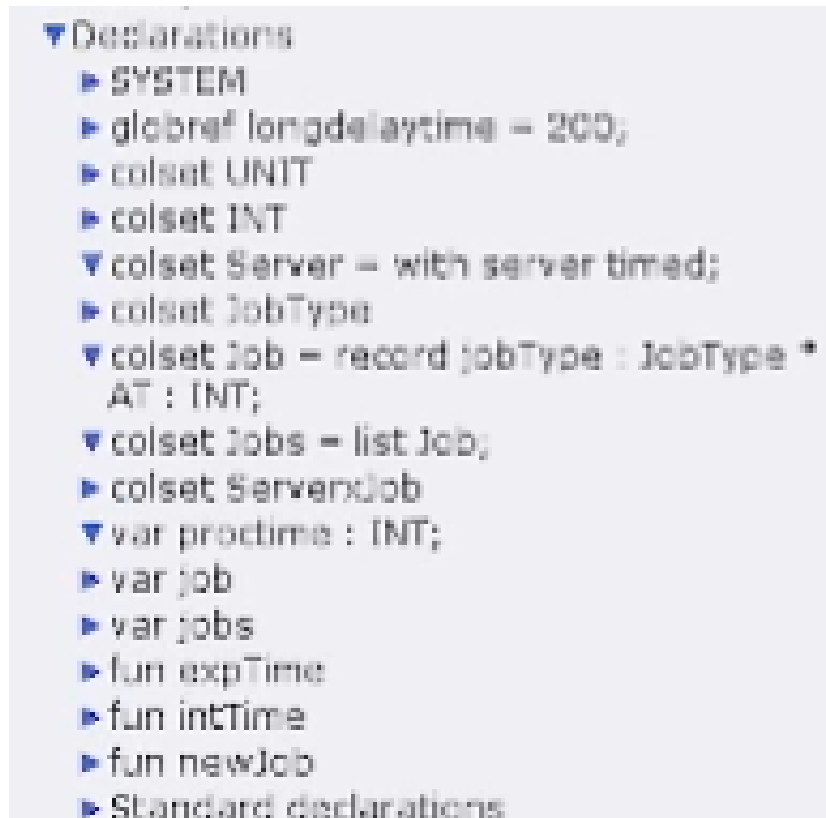 Declarations
SYSTEM
globref longdelaytime = 200;
colset UNIT
colset INT
colset Server = with server timed;
colset JobType
colset Job = record jobType : JobType *
AT : INT;
colset Jobs = list Job;
colset ServerxJob
var proctime : INT;
var job
var jobs
fun expTime
fun intTime
fun newJob
Standard declarations